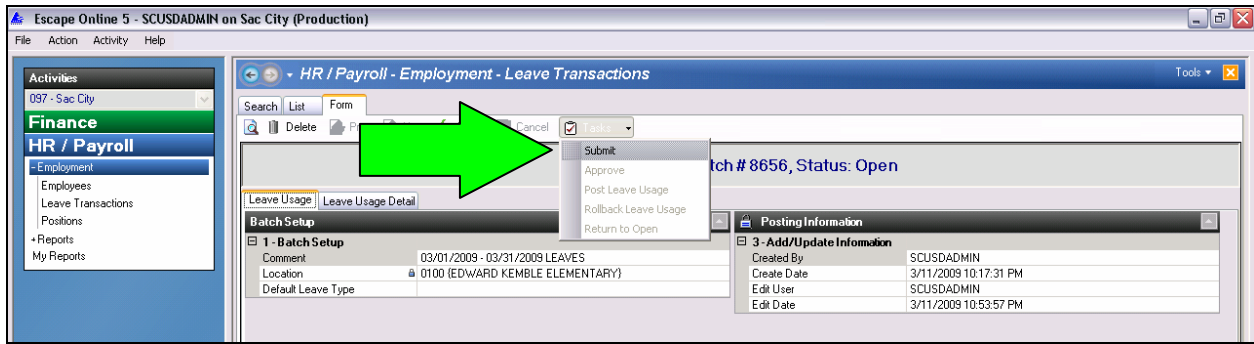 Escape Online 5 - SCUSDADMIN on Sac City (Production)
File Action Activity Help
Activities
097 - Sac City
Finance
HR / Payroll
- Employment
Employees
Leave Transactions
Positions
+ Reports
My Reports
HR / Payroll - Employment - Leave Transactions
Tools
Search List Form
Delete Cancel Tasks
Submit
Approve
Post Leave Usage
Rollback Leave Usage
Return to Open
tch # 8656, Status: Open
Leave Usage Leave Usage Detail
Batch Setup
1 - Batch Setup
Comment 03/01/2009 - 03/31/2009 LEAVES
Location 0100 {EDWARD KEMBLE ELEMENTARY}
Default Leave Type
Posting Information
3 - Add/Update Information
Created By SCUSDADMIN
Create Date 3/11/2009 10:17:31 PM
Edit User SCUSDADMIN
Edit Date 3/11/2009 10:53:57 PM